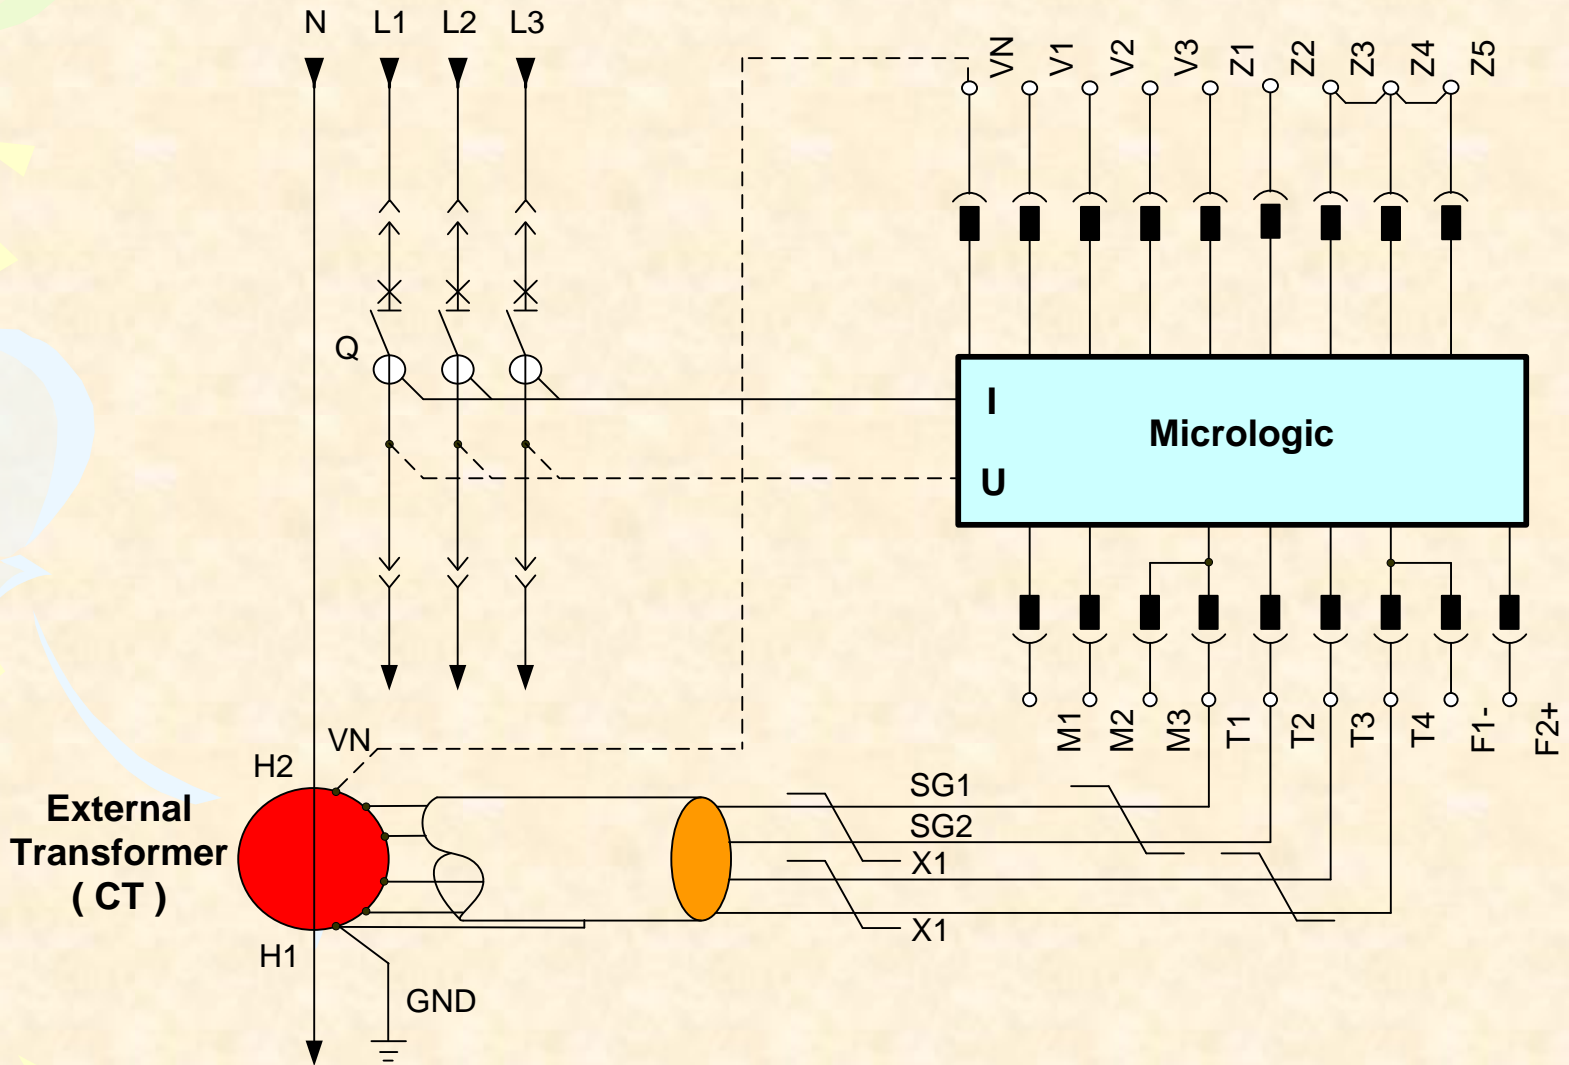 N L1 L2 L3
VN V1 V2 V3 Z1 Z2 Z3 Z4 Z5
Q
I
Micrologic
U
M1 M2 M3 T1 T2 T3 T4 F1- F2+
VN
H2
External
Transformer
( CT )
SG1
SG2
X1
X1
H1
GND